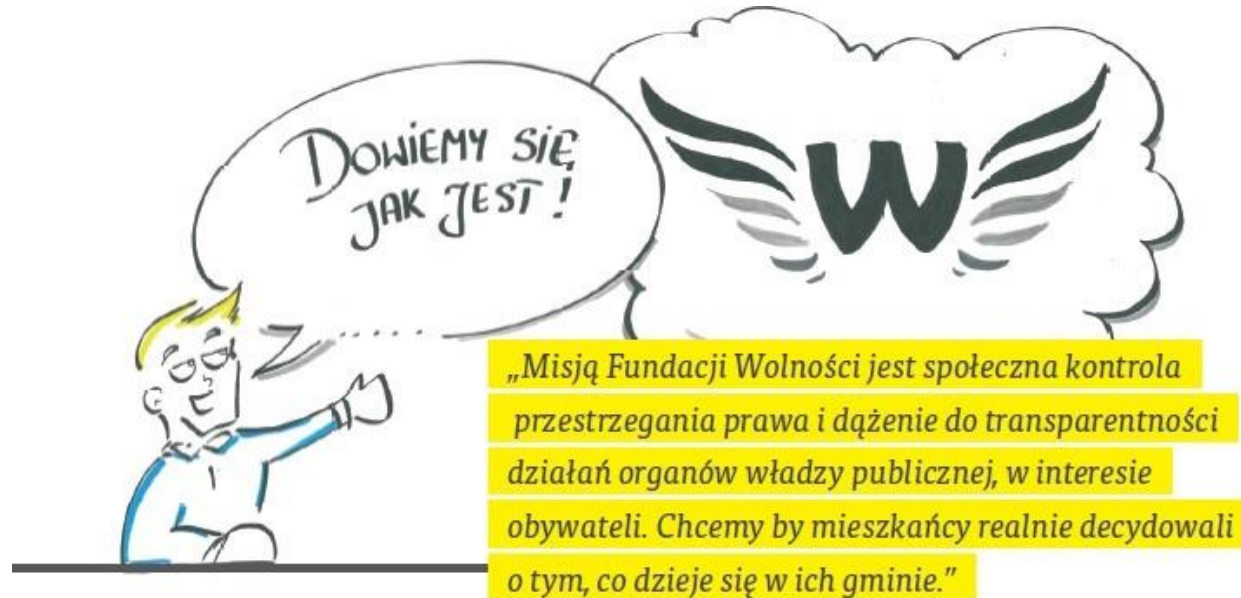 DOWIEMY SIĘ
JAK JEST!
W
„Misją Fundacji Wolności jest społeczna kontrola
przestrzegania prawa i dążenie do transparentności
działań organów władzy publicznej, w interesie
obywateli. Chcemy by mieszkańcy realnie decydowali
o tym, co dzieje się w ich gminie.”